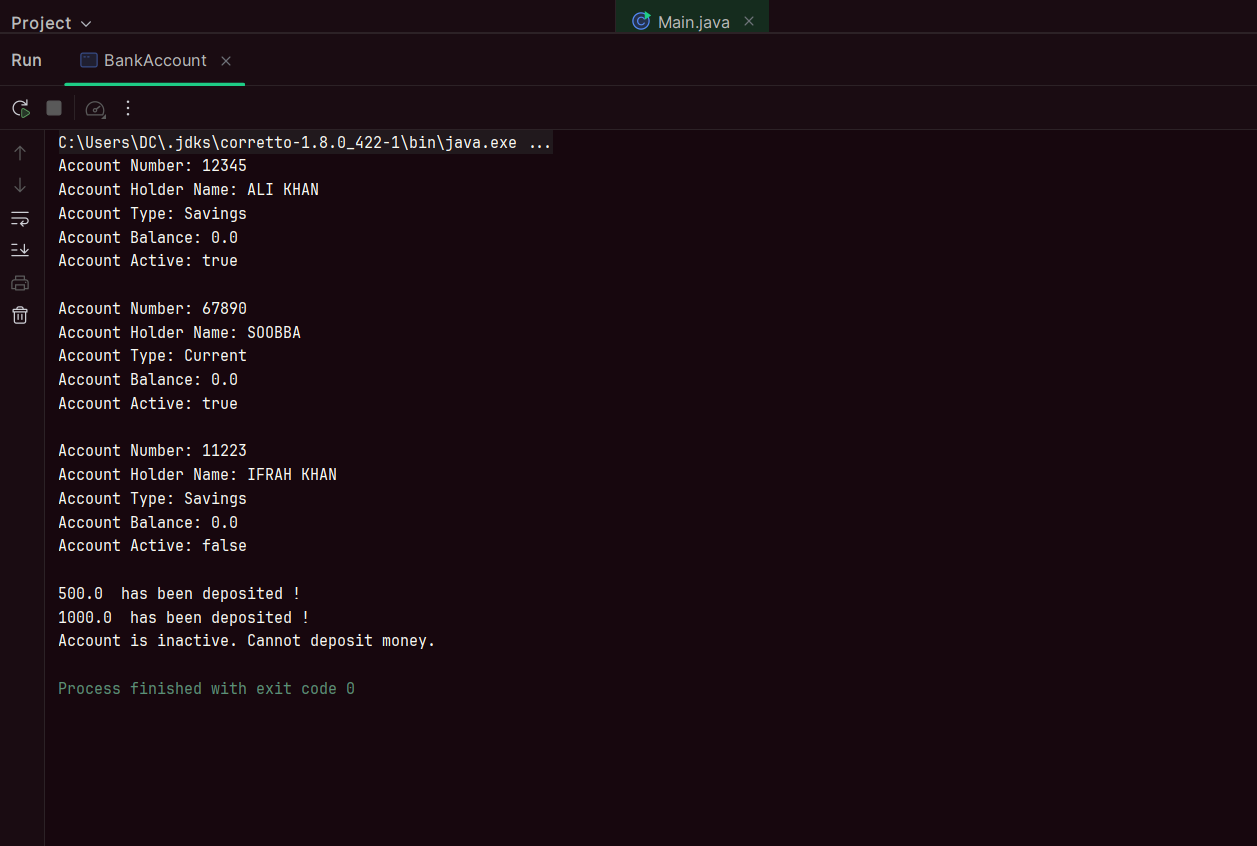 Project
Main.java
Run
BankAccount
C:\Users\DC\.jdks\corretto-1.8.0_422-1\bin\java.exe ...
Account Number: 12345
Account Holder Name: ALI KHAN
Account Type: Savings
Account Balance: 0.0
Account Active: true
Account Number: 67890
Account Holder Name: SOOBBA
Account Type: Current
Account Balance: 0.0
Account Active: true
Account Number: 11223
Account Holder Name: IFRAH KHAN
Account Type: Savings
Account Balance: 0.0
Account Active: false
500.0  has been deposited !
1000.0  has been deposited !
Account is inactive. Cannot deposit money.
Process finished with exit code 0